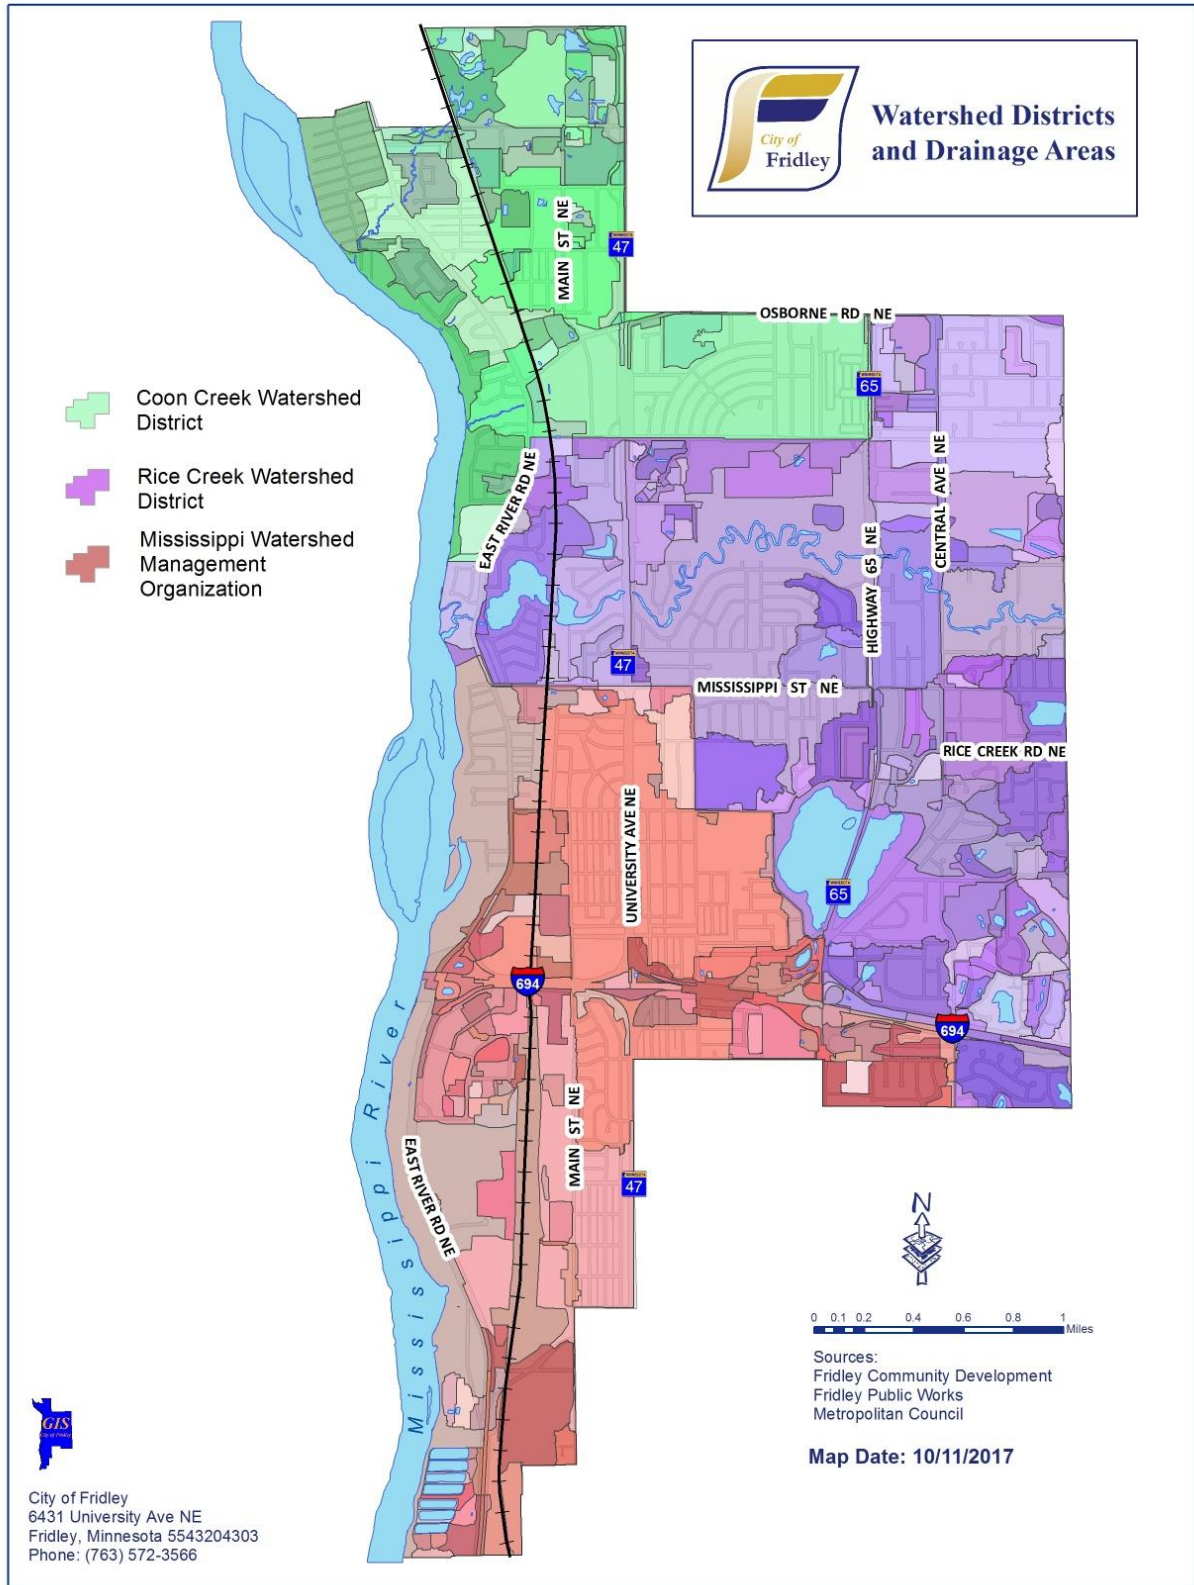 City of
Fridley
Watershed Districts
and Drainage Areas
MAIN ST NE
47
OSBORNE RD NE
65
Coon Creek Watershed
District
Rice Creek Watershed
District
Mississippi Watershed
Management
Organization
EAST RIVER RD NE
CENTRAL AVE NE
HIGHWAY 65 NE
47
MISSISSIPPI ST NE
RICE CREEK RD NE
UNIVERSITY AVE NE
65
694
694
Mississippi River
MAIN ST NE
EAST RIVER RD NE
47
N
0 0.1 0.2 0.4 0.6 0.8 1
Miles
Sources:
Fridley Community Development
Fridley Public Works
Metropolitan Council
Map Date: 10/11/2017
GIS
City of Fridley
City of Fridley
6431 University Ave NE
Fridley, Minnesota 5543204303
Phone: (763) 572-3566